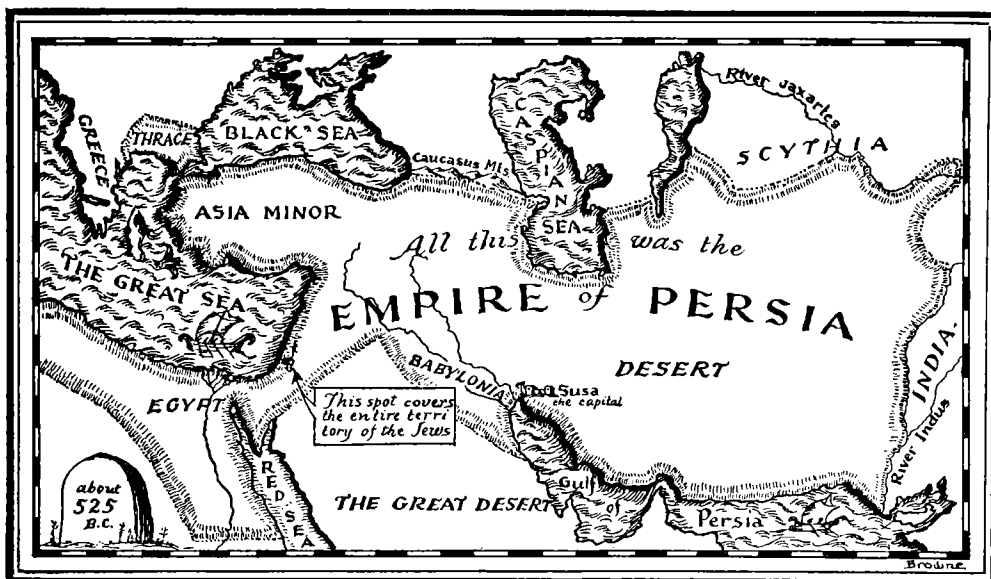 GREECE
THRACE
BLACK SEA
CASPIAN
SEA
River Jaxartes
SCYTHIA
Caucasus Mts.
ASIA MINOR
All this was the
EMPIRE of PERSIA
THE GREAT SEA
DESERT
BABYLONIA
Susa
the capital
INDIA
River Indus
EGYPT
This spot covers
the entire terri
tory of the Jews
RED SEA
THE GREAT DESERT
Gulf
of
Persia
about
525
B.C.
Browne